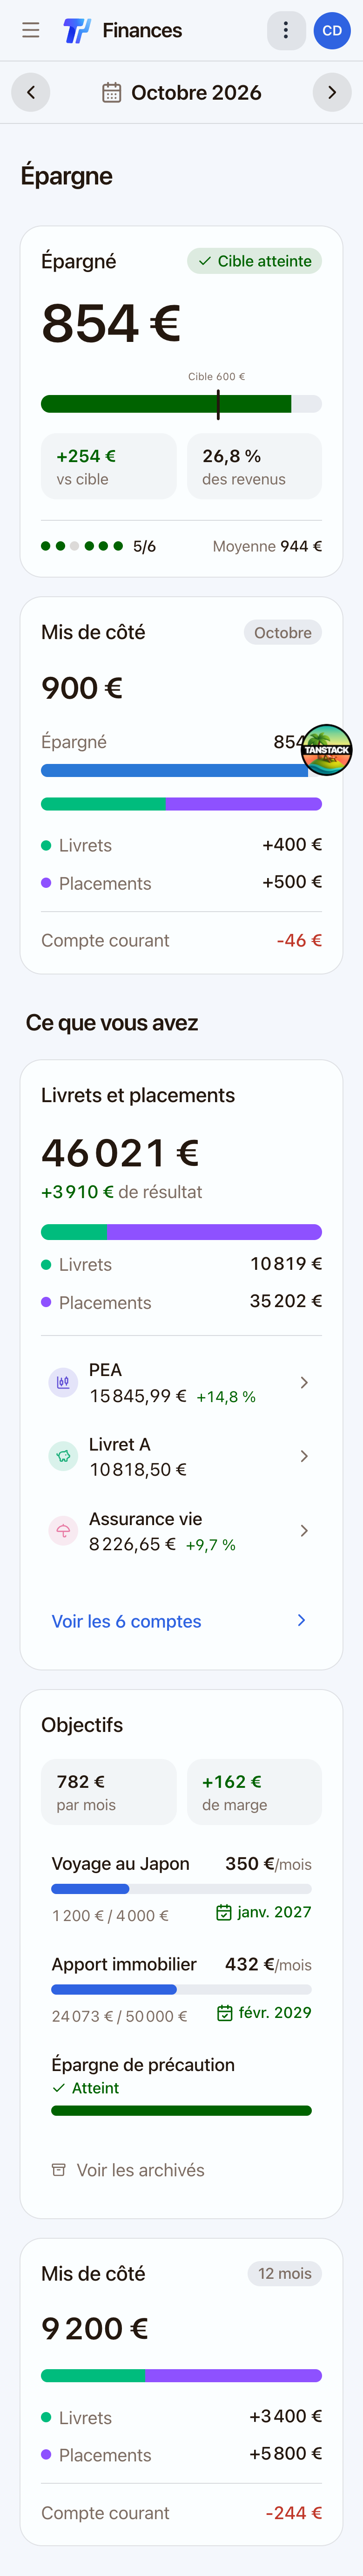 Finances
CD
Octobre 2026
Épargne
Épargné
Cible atteinte
854 €
Cible 600 €
+254 €
vs cible
26,8 %
des revenus
5/6
Moyenne 944 €
Mis de côté
Octobre
900 €
Épargné
854
TANSTACK
Livrets
+400 €
Placements
+500 €
Compte courant
-46 €
Ce que vous avez
Livrets et placements
46 021 €
+3 910 € de résultat
Livrets
10 819 €
Placements
35 202 €
PEA
15 845,99 € +14,8 %
Livret A
10 818,50 €
Assurance vie
8 226,65 € +9,7 %
Voir les 6 comptes
Objectifs
782 €
par mois
+162 €
de marge
Voyage au Japon
350 €/mois
1 200 € / 4 000 €
janv. 2027
Apport immobilier
432 €/mois
24 073 € / 50 000 €
févr. 2029
Épargne de précaution
Atteint
Voir les archivés
Mis de côté
12 mois
9 200 €
Livrets
+3 400 €
Placements
+5 800 €
Compte courant
-244 €